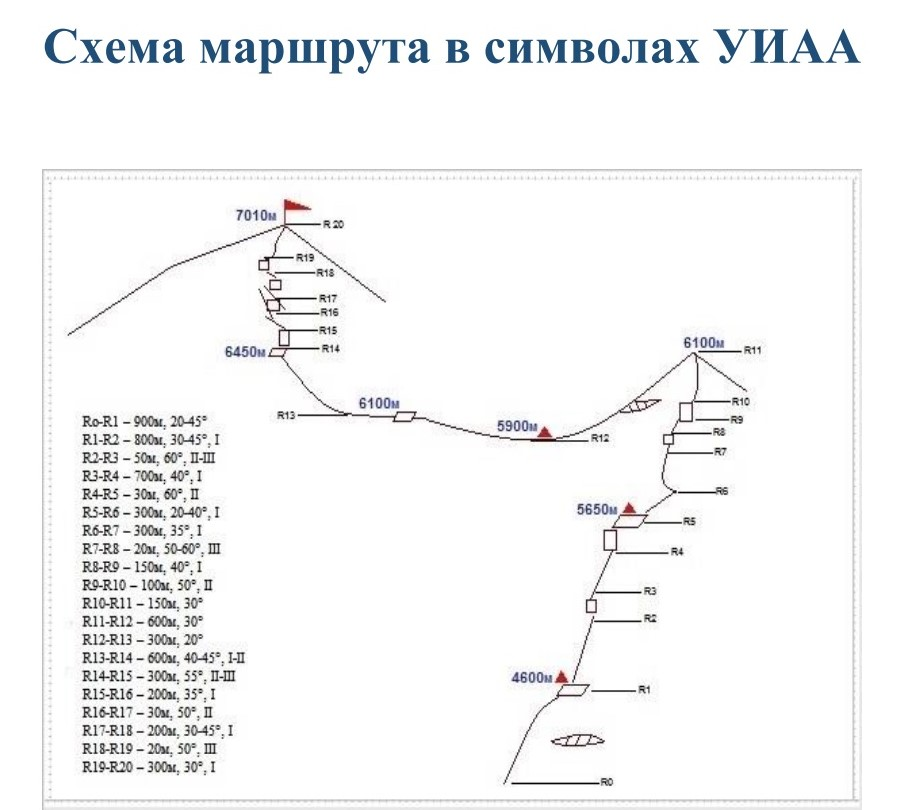 Схема маршрута в символах УИАА
7010м
R 20
R19
R18
R17
R16
R15
6450м
R14
6100м
R11
6100м
R13
5900м
R12
R10
R9
R8
R7
R6
5650м
R5
R4
R3
R2
4600м
R1
R0
Ro-R1 – 900м, 20-45°
R1-R2 – 800м, 30-45°, I
R2-R3 – 50м, 60°, II-III
R3-R4 – 700м, 40°, I
R4-R5 – 30м, 60°, II
R5-R6 – 300м, 20-40°, I
R6-R7 – 300м, 35°, I
R7-R8 – 20м, 50-60°, III
R8-R9 – 150м, 40°, I
R9-R10 – 100м, 50°, II
R10-R11 – 150м, 30°
R11-R12 – 600м, 30°
R12-R13 – 300м, 20°
R13-R14 – 600м, 40-45°, I-II
R14-R15 – 300м, 55°, II-III
R15-R16 – 200м, 35°, I
R16-R17 – 30м, 50°, II
R17-R18 – 200м, 30-45°, I
R18-R19 – 20м, 50°, III
R19-R20 – 300м, 30°, I